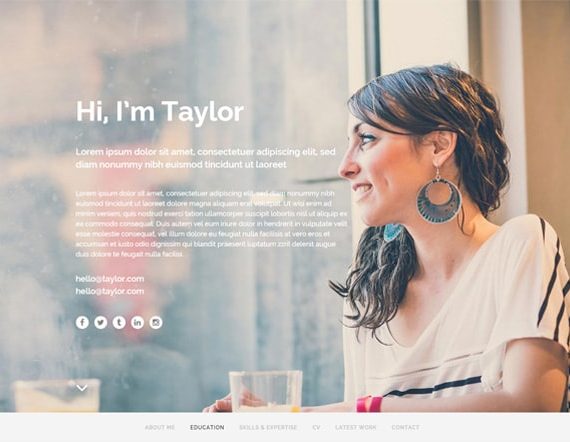 Hi, I'm Taylor
Lorem ipsum dolor sit amet, consectetuer adipiscing elit, sed
diam nonummy nibh euismod tincidunt ut laoreet
Lorem ipsum dolor sit amet, consectetuer adipiscing elit, sed diam nonummy nibh
euismod tincidunt ut laoreet dolore magna aliquam erat volutpat. Ut wisi enim ad
minim veniam, quis nostrud exerci tation ullamcorper suscipit lobortis nisl ut aliquip ex
ex commodo consequat. Duis autem vel eum iriure dolor in hendrerit in vulputate velit
esse molestie consequat, vel illum dolore eu feugiat nulla facilisis at vero eros et
accumsan et iusto odio dignissim qui blandit praesent luptatum zzril dolore augue
duis te feugait nulla facilisi.
hello@taylor.com
hello@taylor.com
ABOUT ME EDUCATION SKILLS & EXPERTISE CV LATEST WORK CONTACT